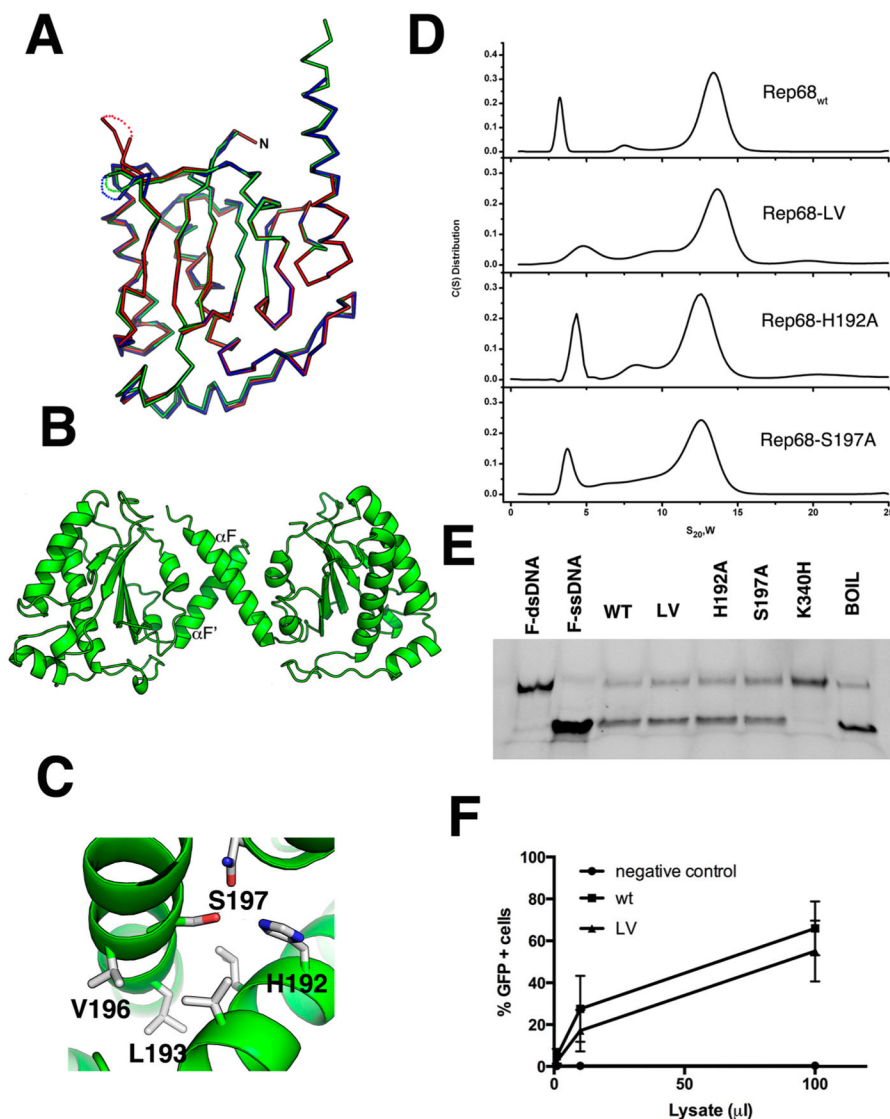 A
N
B
αF
αF'
C
S197
H192
V196
L193
D
0.4
0.3
0.2
0.1
0.0
Rep68wt
0.3
0.2
0.1
0.0
Rep68-LV
0.3
0.2
0.1
0.0
Rep68-H192A
0.3
0.2
0.1
0.0
Rep68-S197A
C(S) Distribution
0 5 10 15 20 25
S20,W
E
F-dsDNA
F-ssDNA
WT
LV
H192A
S197A
K340H
BOIL
F
100
80
60
40
20
0
% GFP + cells
negative control
wt
LV
50 100
Lysate (µl)